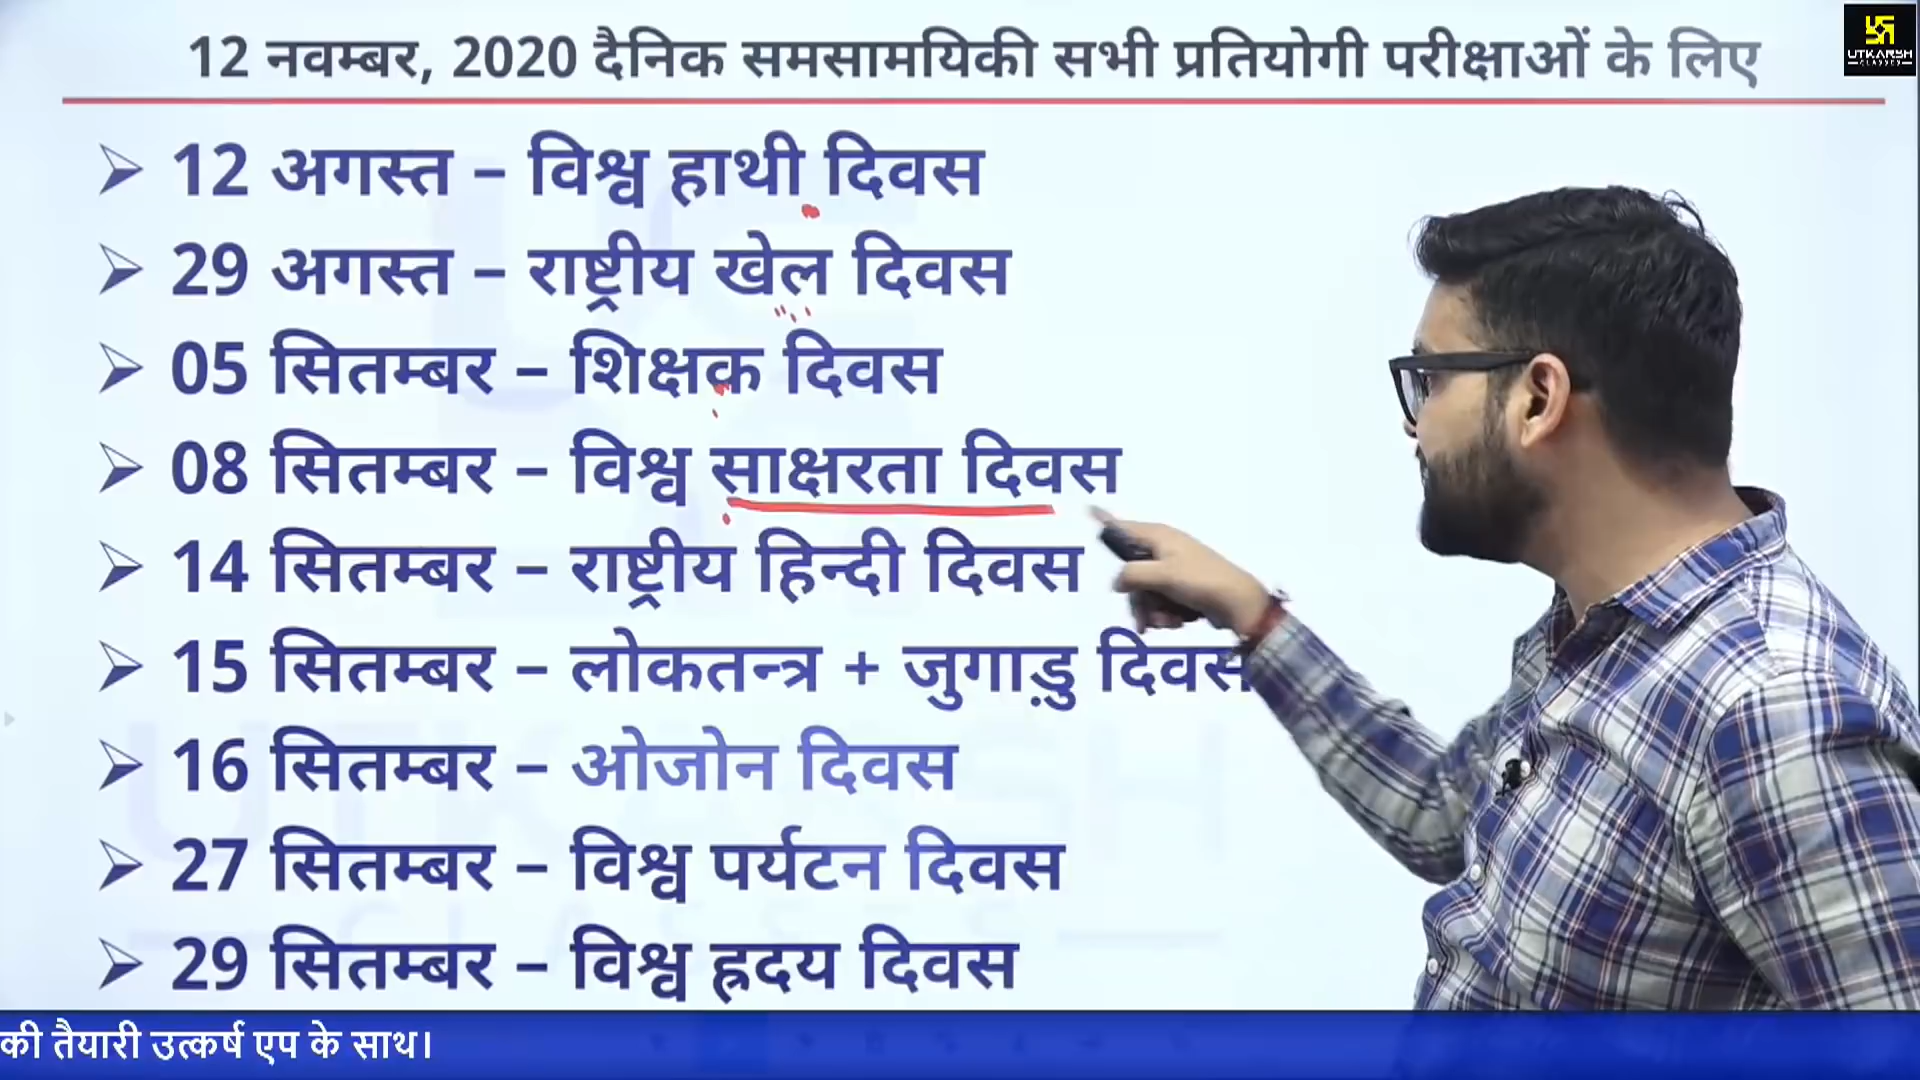 12 नवम्बर, 2020 दैनिक समसामयिकी सभी प्रतियोगी परीक्षाओं के लिए
UTKARSH
CLASSES
➢ 12 अगस्त – विश्व हाथी दिवस
➢ 29 अगस्त – राष्ट्रीय खेल दिवस
➢ 05 सितम्बर – शिक्षक दिवस
➢ 08 सितम्बर – विश्व साक्षरता दिवस
➢ 14 सितम्बर – राष्ट्रीय हिन्दी दिवस
➢ 15 सितम्बर – लोकतन्त्र + जुगाड़ु दिवस
➢ 16 सितम्बर – ओजोन दिवस
➢ 27 सितम्बर – विश्व पर्यटन दिवस
➢ 29 सितम्बर – विश्व ह्रदय दिवस
की तैयारी उत्कर्ष एप के साथ।